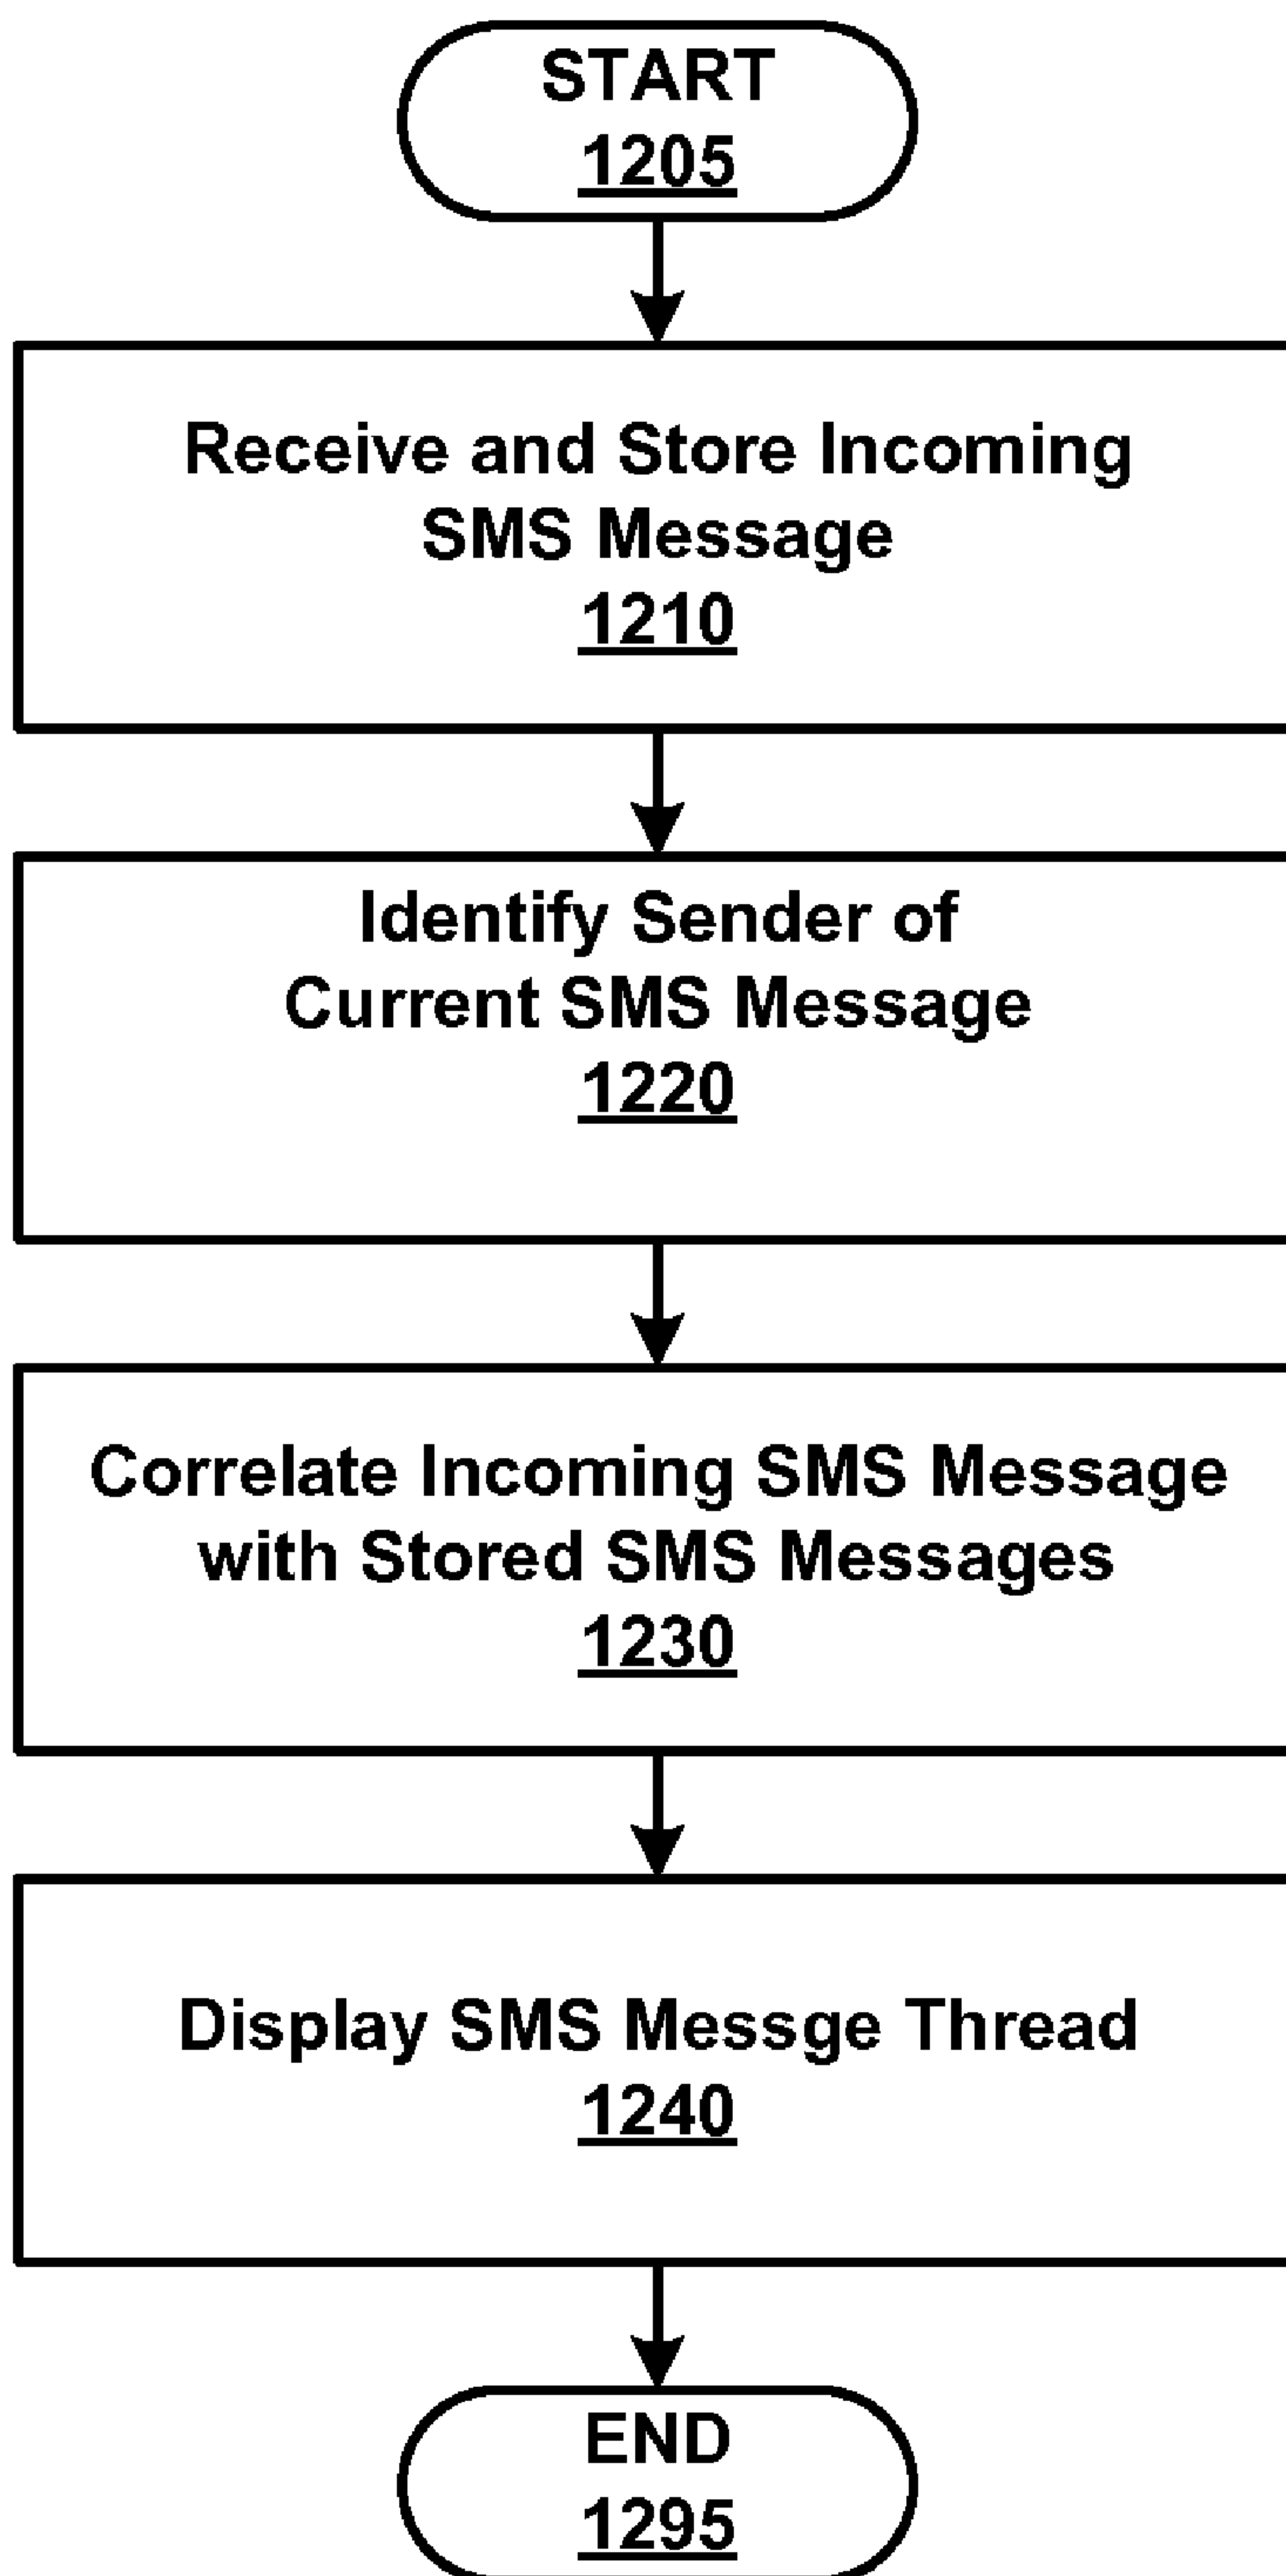 START
1205
Receive and Store Incoming
SMS Message
1210
Identify Sender of
Current SMS Message
1220
Correlate Incoming SMS Message
with Stored SMS Messages
1230
Display SMS Messge Thread
1240
END
1295